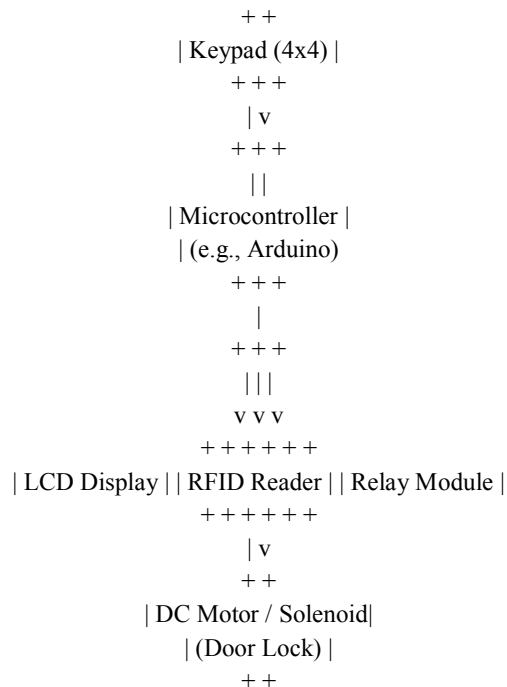 + +
| Keypad (4x4) |
+ + +
| v
+ + +
| |
| Microcontroller |
| (e.g., Arduino)
+ + +
|
+ + +
| | |
v v v
+ + + + + +
| LCD Display | | RFID Reader | | Relay Module |
+ + + + + +
| v
+ +
| DC Motor / Solenoid|
| (Door Lock) |
+ +